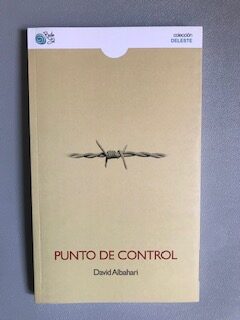 colección
DELESTE
PUNTO DE CONTROL
David Albahari